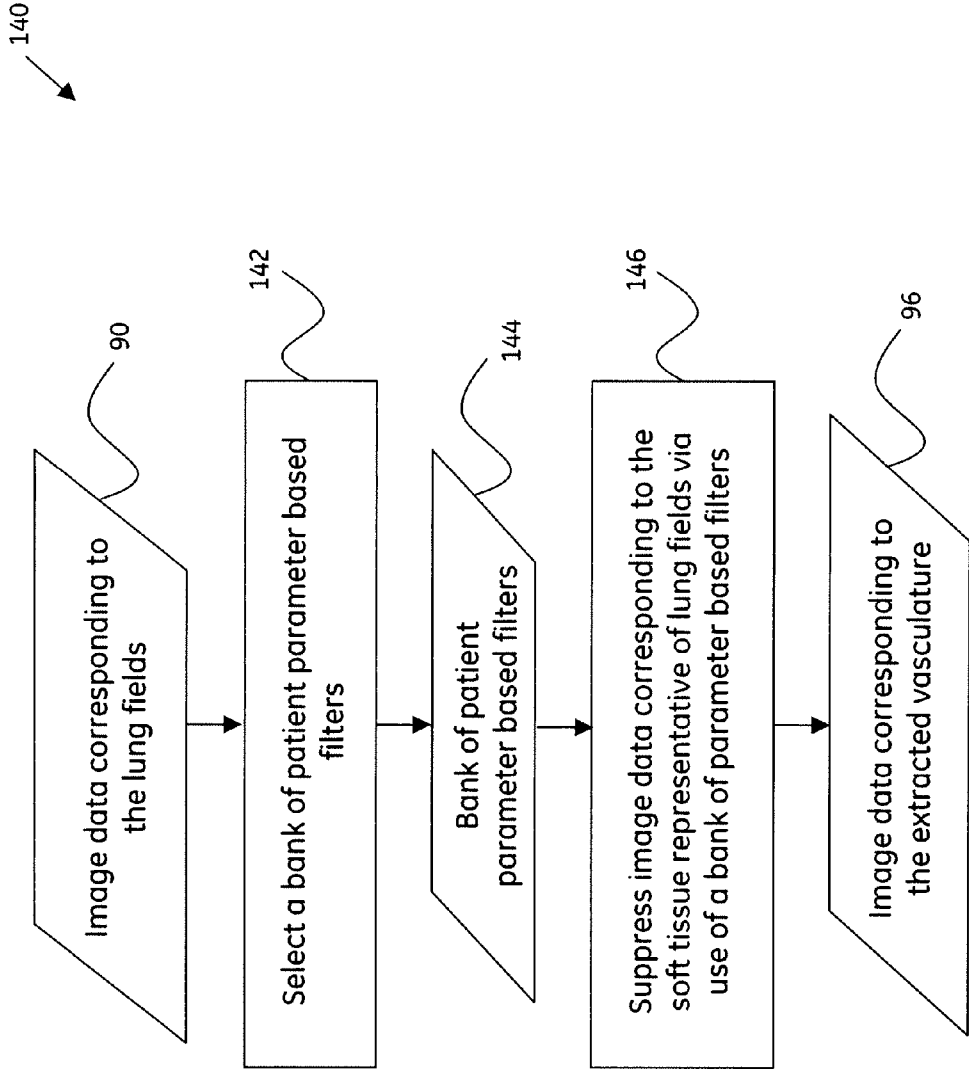 140
Image data corresponding to
the lung fields
90
Select a bank of patient parameter based
filters
142
Bank of patient
parameter based filters
144
Suppress image data corresponding to the
soft tissue representative of lung fields via
use of a bank of parameter based filters
146
Image data corresponding to
the extracted vasculature
96